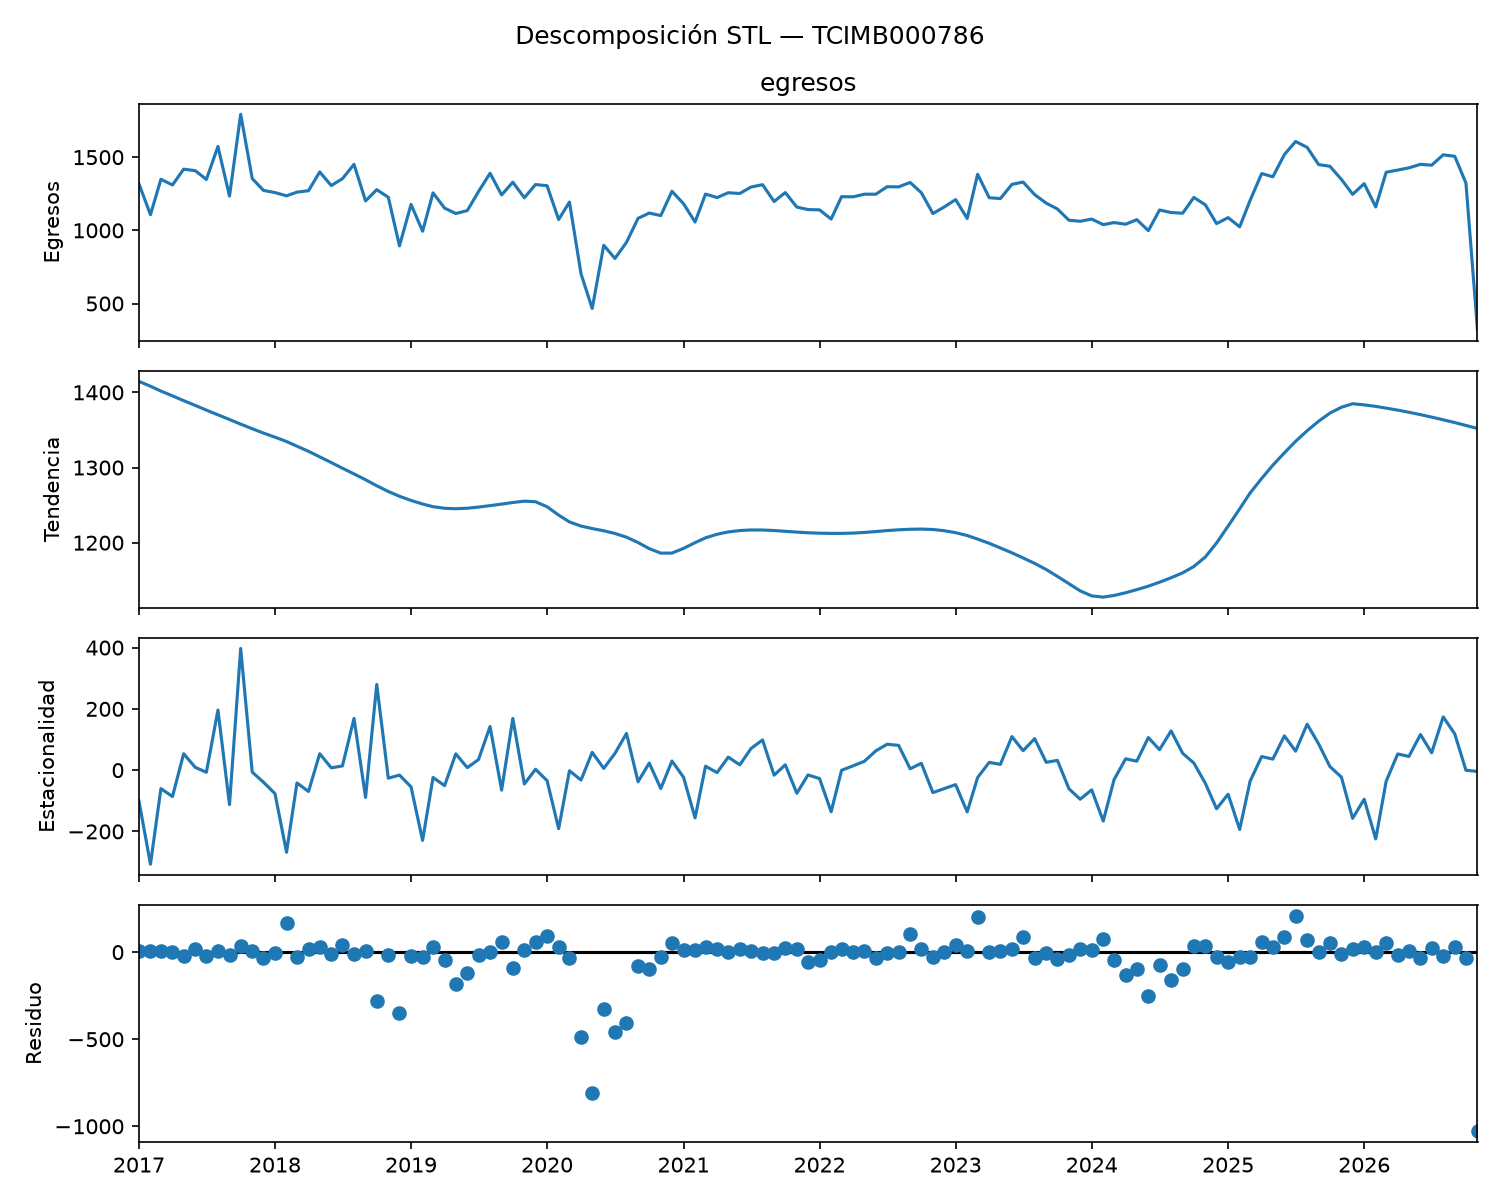 Descomposición STL — TCIMB000786
egresos
1500
1000
500
Egresos
1400
1300
1200
Tendencia
400
200
0
−200
Estacionalidad
0
−500
−1000
Residuo
2017 2018 2019 2020 2021 2022 2023 2024 2025 2026